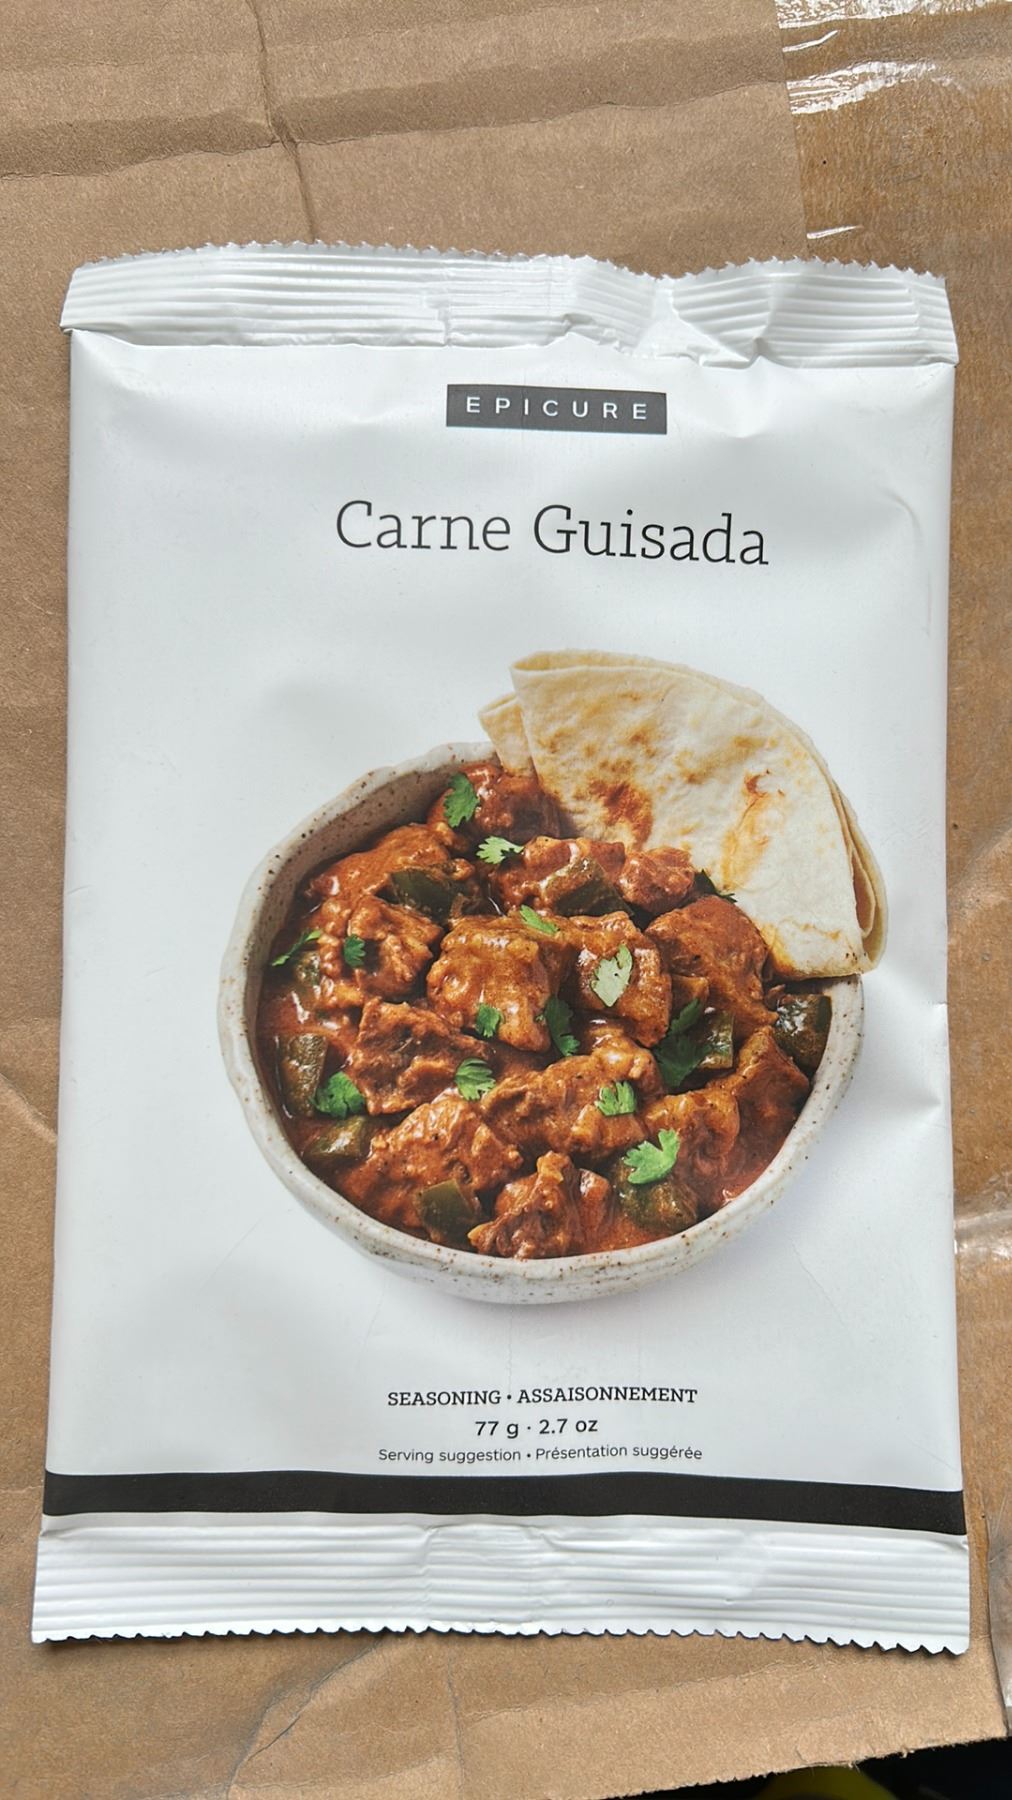 EPICURE
Carne Guisada
SEASONING • ASSAISONNEMENT
77 g · 2.7 oz
Serving suggestion • Présentation suggérée